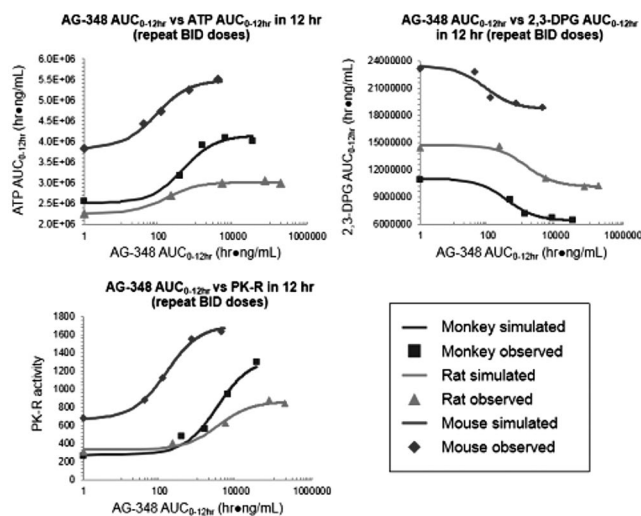 AG-348 AUC0-12hr vs ATP AUC0-12hr in 12 hr
(repeat BID doses)
6.0E+06
5.5E+06
5.0E+06
4.5E+06
4.0E+06
3.5E+06
3.0E+06
2.5E+06
2.0E+06
ATP AUC0-12hr (hr●ng/mL)
1
100
10000
1000000
AG-348 AUC0-12hr (hr●ng/mL)
AG-348 AUC0-12hr vs 2,3-DPG AUC0-12hr
in 12 hr (repeat BID doses)
24000000
21000000
18000000
15000000
12000000
9000000
6000000
2,3-DPG AUC0-12hr (hr●ng/mL)
1
100
10000
1000000
AG-348 AUC0-12hr (hr●ng/mL)
AG-348 AUC0-12hr vs PK-R in 12 hr
(repeat BID doses)
1800
1600
1400
1200
1000
800
600
400
200
0
PK-R activity
1
100
10000
1000000
AG-348 AUC0-12hr (hr●ng/mL)
Monkey simulated
Monkey observed
Rat simulated
Rat observed
Mouse simulated
Mouse observed